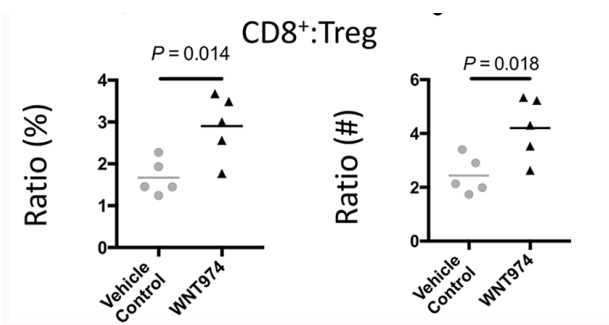 CD8+:Treg
P = 0.014
Ratio (%)
4
3
2
1
0
Vehicle
Control
WNT974
P = 0.018
Ratio (#)
6
4
2
0
Vehicle
Control
WNT974